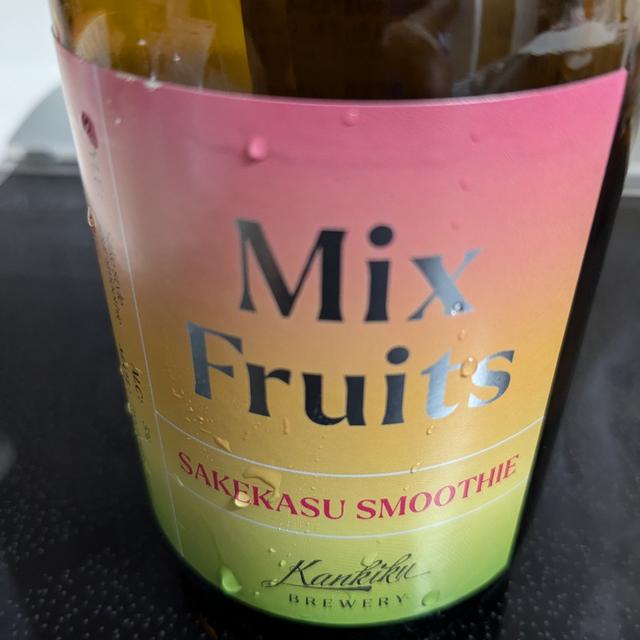 Mix
Fruits
SAKEKASU SMOOTHIE
Kankiku
BREWERY